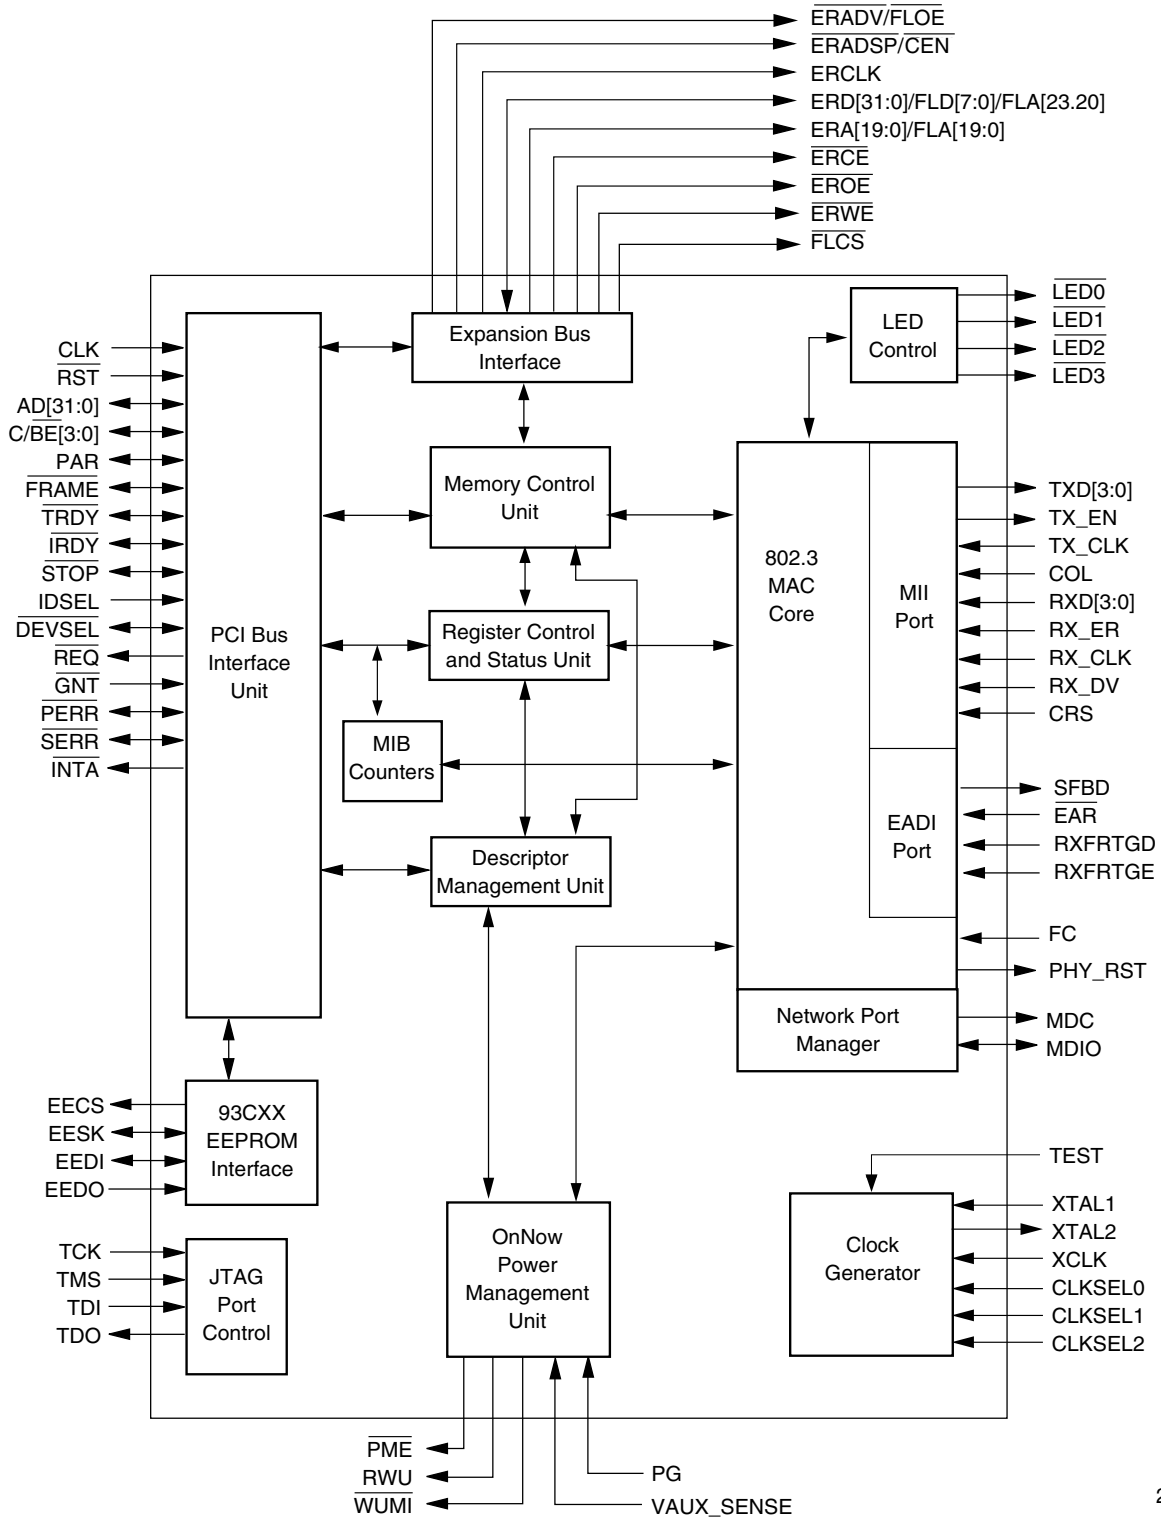 ERADV/FLOE
ERADSP/CEN
ERCLK
ERD[31:0]/FLD[7:0]/FLA[23.20]
ERA[19:0]/FLA[19:0]
ERCE
EROE
ERWE
FLCS
CLK
RST
AD[31:0]
C/BE[3:0]
PAR
FRAME
TRDY
IRDY
STOP
IDSEL
DEVSEL
REQ
GNT
PERR
SERR
INTA
PCI Bus
Interface
Unit
Expansion Bus
Interface
Memory Control
Unit
Register Control
and Status Unit
MIB
Counters
Descriptor
Management Unit
LED
Control
LED0
LED1
LED2
LED3
802.3
MAC
Core
MII
Port
TXD[3:0]
TX_EN
TX_CLK
COL
RXD[3:0]
RX_ER
RX_CLK
RX_DV
CRS
EADI
Port
SFBD
EAR
RXFRTGD
RXFRTGE
FC
PHY_RST
Network Port
Manager
MDC
MDIO
EECS
EESK
EEDI
EEDO
93CXX
EEPROM
Interface
TCK
TMS
TDI
TDO
JTAG
Port
Control
OnNow
Power
Management
Unit
TEST
Clock
Generator
XTAL1
XTAL2
XCLK
CLKSEL0
CLKSEL1
CLKSEL2
PME
RWU
WUMI
PG
VAUX_SENSE
2